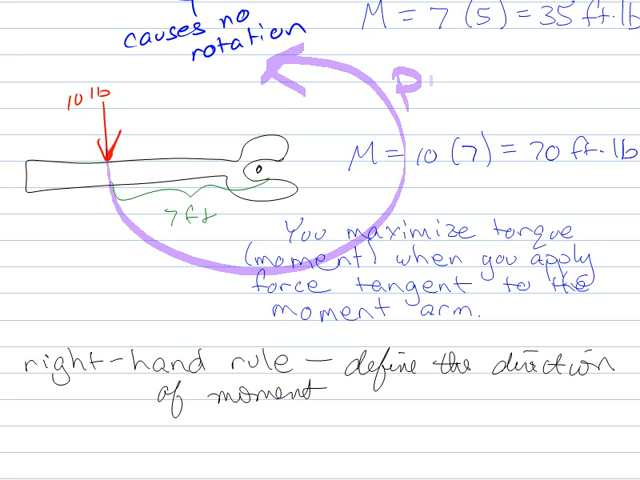 M = 7 (5) = 35 ft.lb
causes no
rotation
10 lb
P
M = 10 (7) = 70 ft.lb
7 ft
You maximize torque
(moment) when you apply
force tangent to the
moment arm.
right-hand rule — define the direction
of moment